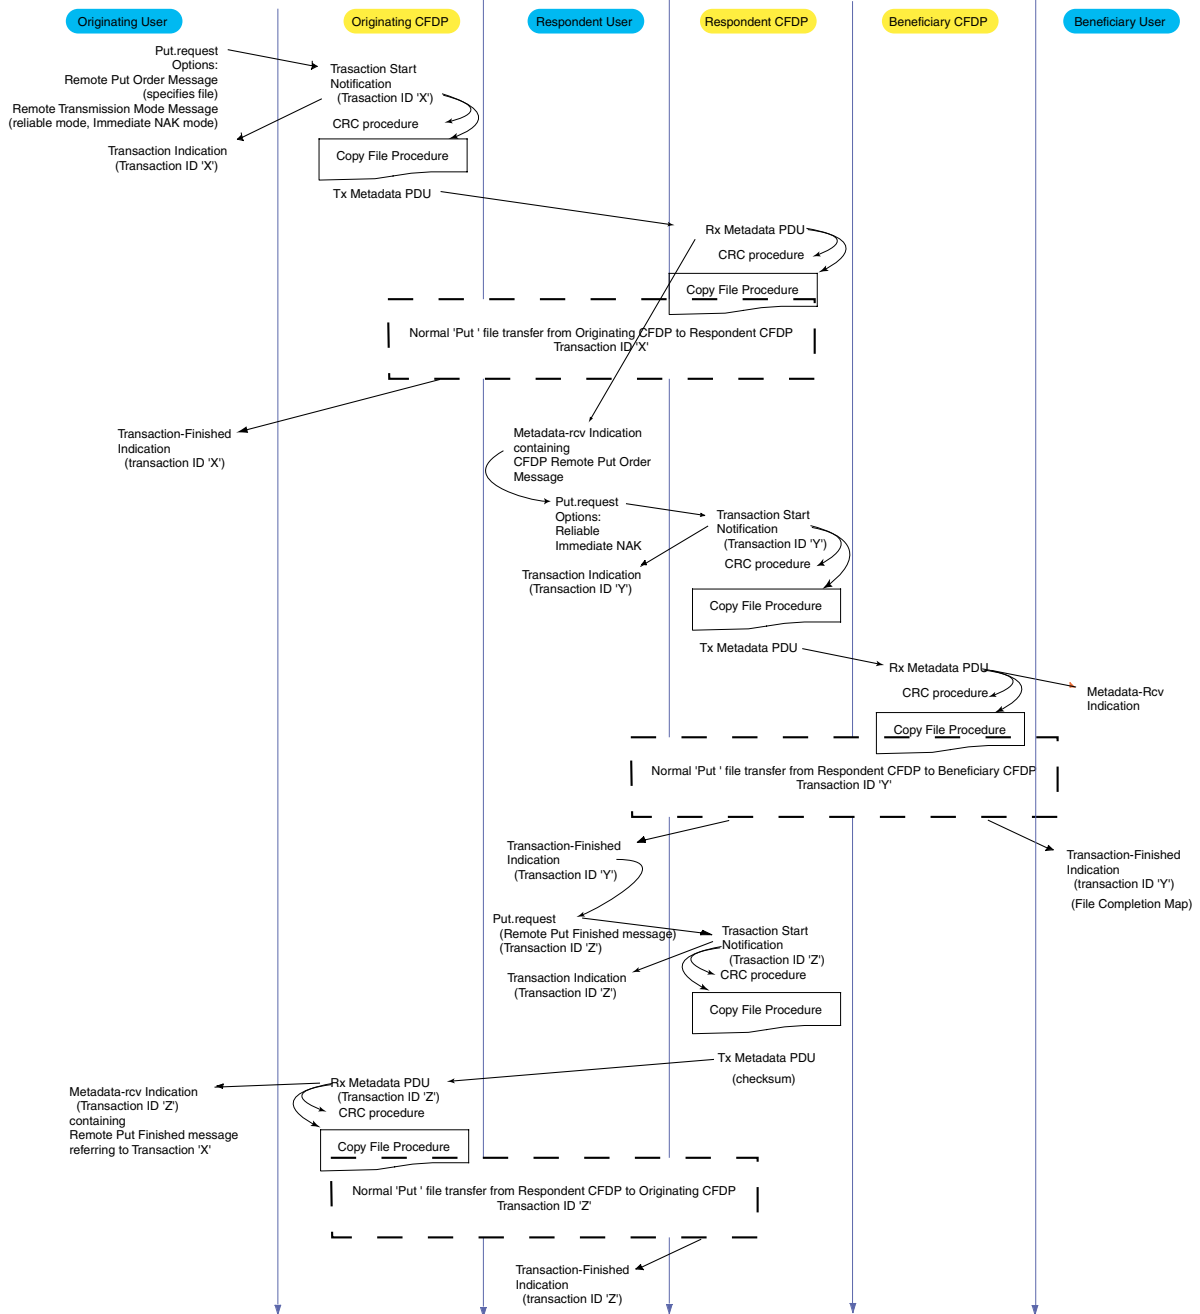 Originating User
Originating CFDP
Respondent User
Respondent CFDP
Beneficiary CFDP
Beneficiary User
Put.request
Options:
Remote Put Order Message
(specifies file)
Remote Transmission Mode Message
(reliable mode, Immediate NAK mode)
Trasaction Start
Notification
(Trasaction ID 'X')
CRC procedure
Transaction Indication
(Transaction ID 'X')
Copy File Procedure
Tx Metadata PDU
Rx Metadata PDU
CRC procedure
Copy File Procedure
Normal 'Put ' file transfer from Originating CFDP to Respondent CFDP
Transaction ID 'X'
Transaction-Finished
Indication
(transaction ID 'X')
Metadata-rcv Indication
containing
CFDP Remote Put Order
Message
Put.request
Options:
Reliable
Immediate NAK
Transaction Start
Notification
(Transaction ID 'Y')
CRC procedure
Transaction Indication
(Transaction ID 'Y')
Copy File Procedure
Tx Metadata PDU
Rx Metadata PDU
CRC procedure
Metadata-Rcv
Indication
Copy File Procedure
Normal 'Put ' file transfer from Respondent CFDP to Beneficiary CFDP
Transaction ID 'Y'
Transaction-Finished
Indication
(Transaction ID 'Y')
Transaction-Finished
Indication
(transaction ID 'Y')
(File Completion Map)
Put.request
(Remote Put Finished message)
(Transaction ID 'Z')
Trasaction Start
Notification
(Trasaction ID 'Z')
CRC procedure
Transaction Indication
(Transaction ID 'Z')
Copy File Procedure
Tx Metadata PDU
(checksum)
Rx Metadata PDU
(Transaction ID 'Z')
CRC procedure
Metadata-rcv Indication
(Transaction ID 'Z')
containing
Remote Put Finished message
referring to Transaction 'X'
Copy File Procedure
Normal 'Put ' file transfer from Respondent CFDP to Originating CFDP
Transaction ID 'Z'
Transaction-Finished
Indication
(transaction ID 'Z')